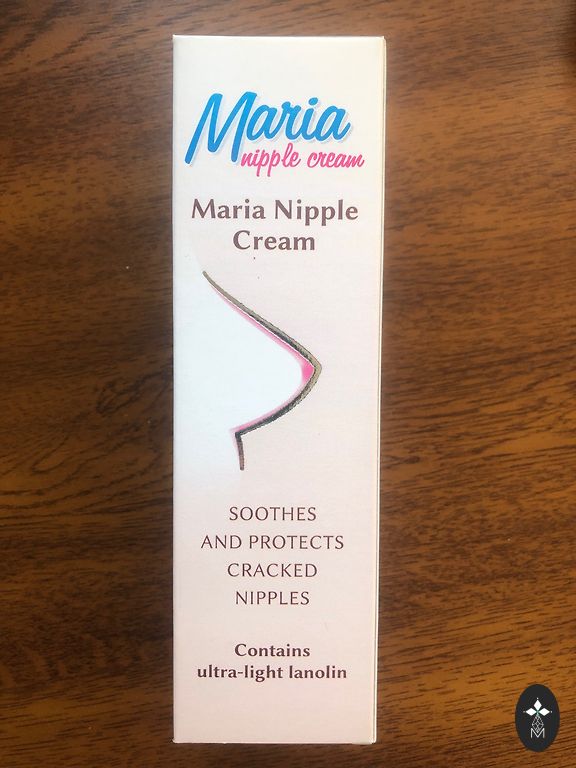 Maria
nipple cream
Maria Nipple
Cream
SOOTHES
AND PROTECTS
CRACKED
NIPPLES
Contains
ultra-light lanolin
M